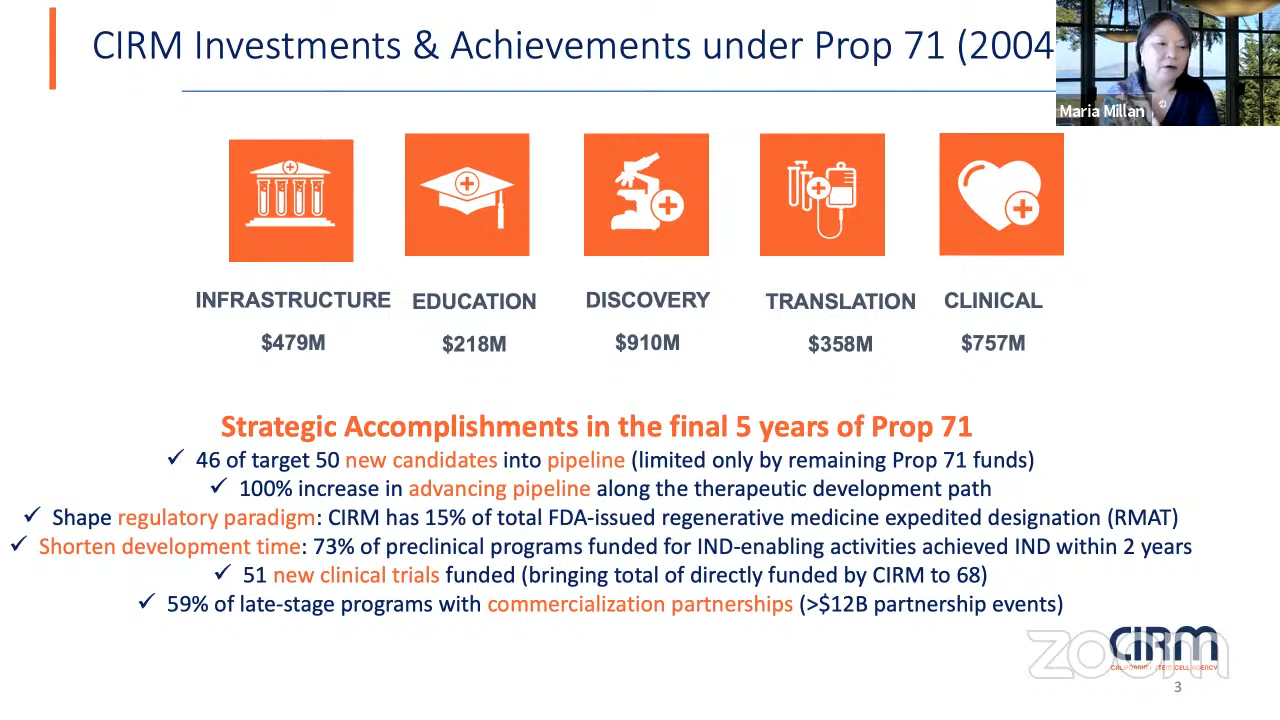 CIRM Investments & Achievements under Prop 71 (2004
Maria Millan
INFRASTRUCTURE EDUCATION DISCOVERY TRANSLATION CLINICAL
$479M $218M $910M $358M $757M
Strategic Accomplishments in the final 5 years of Prop 71
✓ 46 of target 50 new candidates into pipeline (limited only by remaining Prop 71 funds)
✓ 100% increase in advancing pipeline along the therapeutic development path
✓ Shape regulatory paradigm: CIRM has 15% of total FDA-issued regenerative medicine expedited designation (RMAT)
✓ Shorten development time: 73% of preclinical programs funded for IND-enabling activities achieved IND within 2 years
✓ 51 new clinical trials funded (bringing total of directly funded by CIRM to 68)
✓ 59% of late-stage programs with commercialization partnerships (>$12B partnership events)
CIRM
zoom
CALIFORNIA STEM CELL AGENCY
3